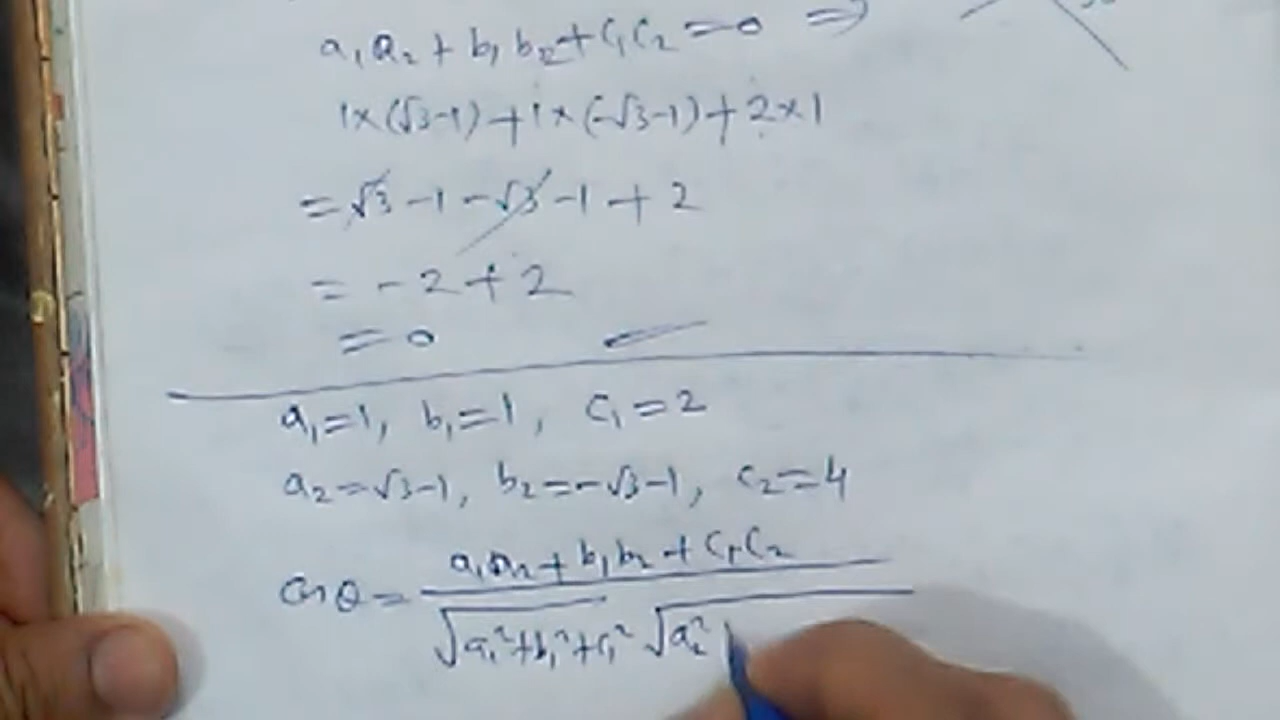 a₁a₂ + b₁b₂ + c₁c₂ = 0 ⇒
1×(√3-1)+1×(-√3-1)+2×1
= √3 -1 -√3 -1 + 2
= -2 + 2
= 0
a₁=1, b₁=1, c₁=2
a₂=√3-1, b₂=-√3-1, c₂=4
a₁a₂ + b₁b₂ + c₁c₂
Cos θ =
√a₁²+b₁²+c₁² √a₂²